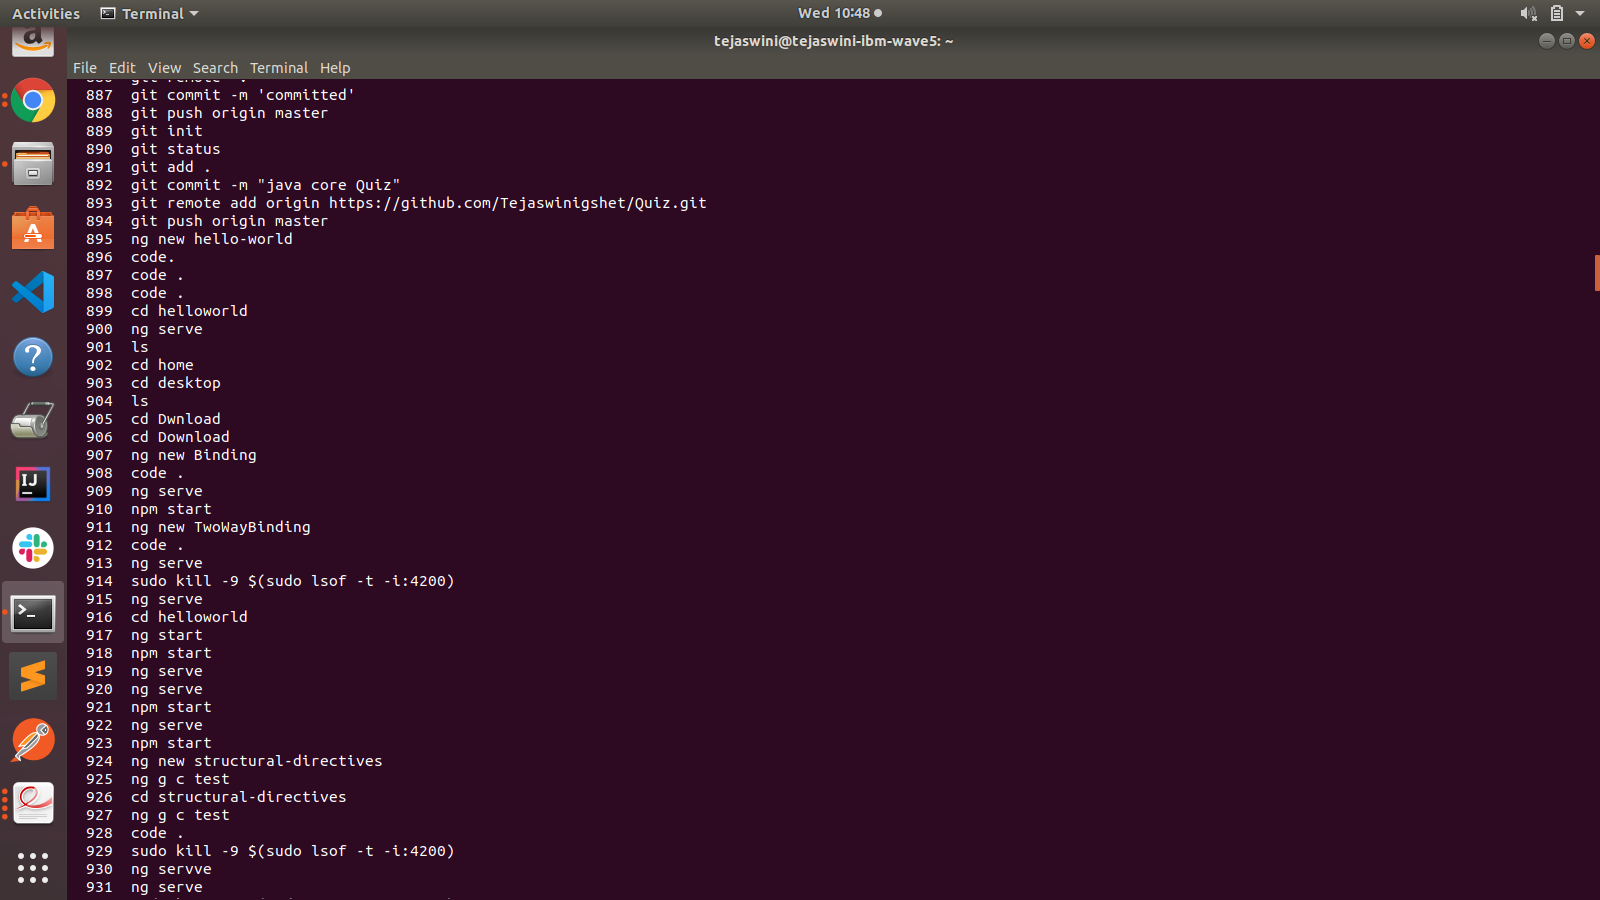 Activities Terminal Wed 10:48
tejaswini@tejaswini-ibm-wave5: ~
File Edit View Search Terminal Help
887 git commit -m 'committed'
888 git push origin master
889 git init
890 git status
891 git add .
892 git commit -m "java core Quiz"
893 git remote add origin https://github.com/Tejaswinigshet/Quiz.git
894 git push origin master
895 ng new hello-world
896 code.
897 code .
898 code .
899 cd helloworld
900 ng serve
901 ls
902 cd home
903 cd desktop
904 ls
905 cd Dwnload
906 cd Download
907 ng new Binding
908 code .
909 ng serve
910 npm start
911 ng new TwoWayBinding
912 code .
913 ng serve
914 sudo kill -9 $(sudo lsof -t -i:4200)
915 ng serve
916 cd helloworld
917 ng start
918 npm start
919 ng serve
920 ng serve
921 npm start
922 ng serve
923 npm start
924 ng new structural-directives
925 ng g c test
926 cd structural-directives
927 ng g c test
928 code .
929 sudo kill -9 $(sudo lsof -t -i:4200)
930 ng servve
931 ng serve